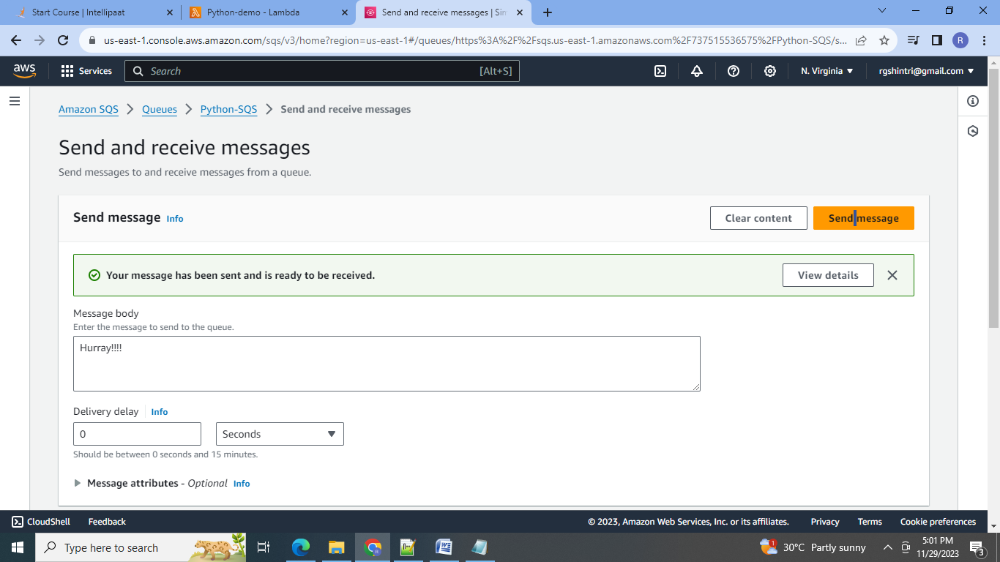 Start Course | Intellipaat
Python-demo - Lambda
Send and receive messages | Sim
us-east-1.console.aws.amazon.com/sqs/v3/home?region=us-east-1#/queues/https%3A%2F%2Fsqs.us-east-1.amazonaws.com%2F737515536575%2FPython-SQS/s...
R
aws
Services
Search
[Alt+S]
N. Virginia
rgshintri@gmail.com
Amazon SQS
Queues
Python-SQS
Send and receive messages
Send and receive messages
Send messages to and receive messages from a queue.
Send message Info
Clear content
Send message
Your message has been sent and is ready to be received.
View details
Message body
Enter the message to send to the queue.
Hurray!!!!
Delivery delay Info
0
Seconds
Should be between 0 seconds and 15 minutes.
Message attributes - Optional Info
CloudShell
Feedback
© 2023, Amazon Web Services, Inc. or its affiliates.
Privacy
Terms
Cookie preferences
Type here to search
1
30°C Partly sunny
5:01 PM
11/29/2023
3